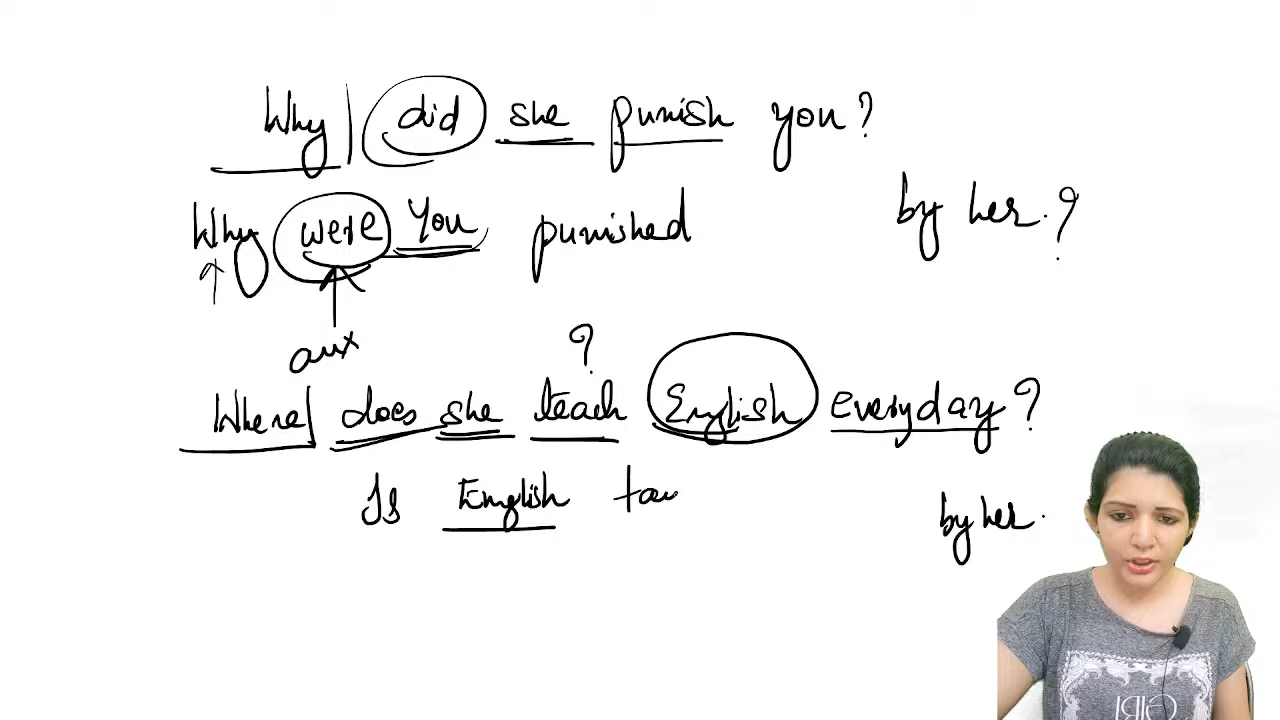 Why did she punish you?
Why were You punished by her. ?
aux
?
Where does she teach English everyday ?
Is English tau by her.